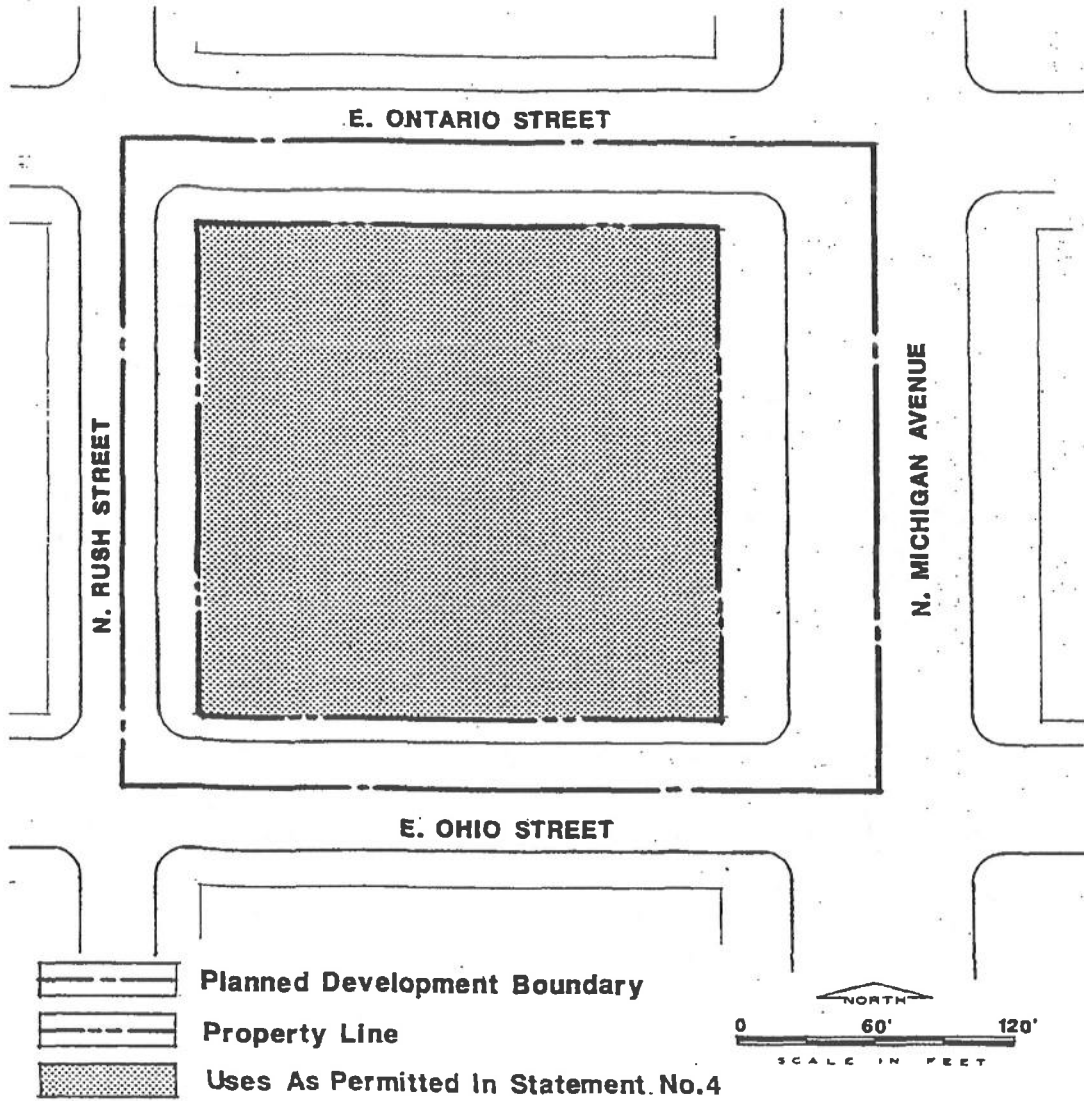 E. ONTARIO STREET
N. RUSH STREET
N. MICHIGAN AVENUE
E. OHIO STREET
Planned Development Boundary
Property Line
Uses As Permitted In Statement No.4
NORTH
0 60' 120'
SCALE IN FEET